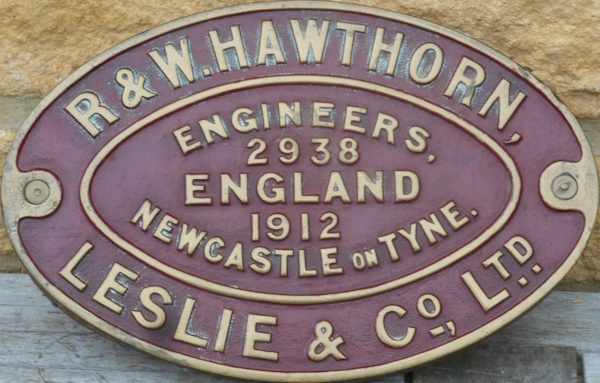 R & W. HAWTHORN,
ENGINEERS,
2938
ENGLAND
1912
NEWCASTLE ON TYNE.
LESLIE & Co., LTD.